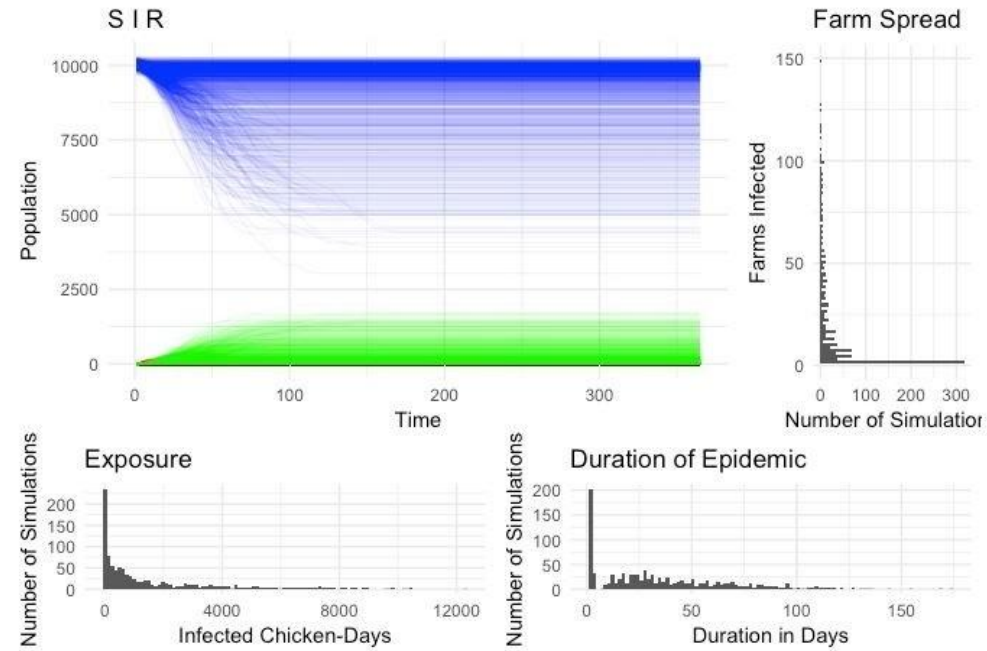 S I R
Population
10000
7500
5000
2500
0
0 100 200 300
Time
Farm Spread
Farms Infected
150
100
50
0
0 100 200 300
Number of Simulation
Exposure
Number of Simulations
200
150
100
50
0
0 4000 8000 12000
Infected Chicken-Days
Duration of Epidemic
Number of Simulations
200
150
100
50
0
0 50 100 150
Duration in Days